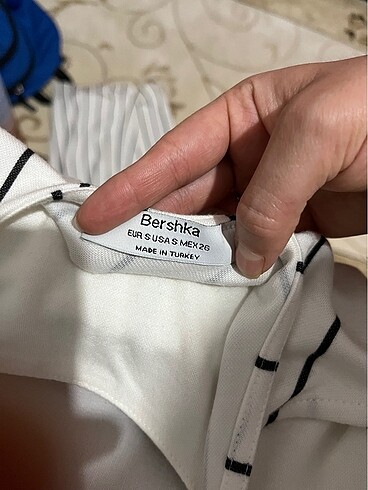 Bershka
EUR S USA S MEX 26
MADE IN TURKEY